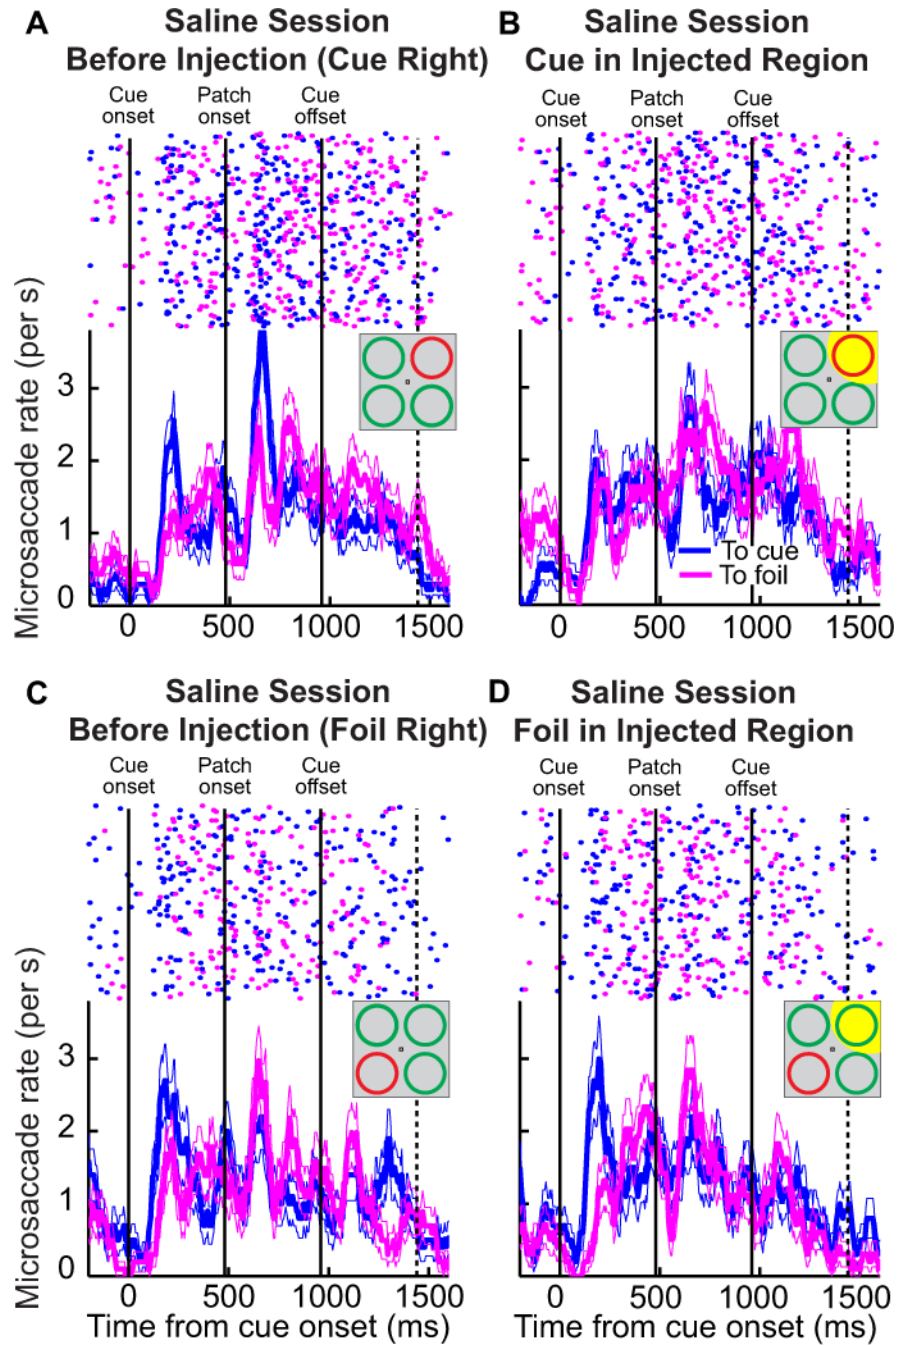 A
Saline Session
Before Injection (Cue Right)
Cue onset
Patch onset
Cue offset
Microsaccade rate (per s)
3
2
1
0
0
500
1000
1500
B
Saline Session
Cue in Injected Region
Cue onset
Patch onset
Cue offset
To cue
To foil
0
500
1000
1500
C
Saline Session
Before Injection (Foil Right)
Cue onset
Patch onset
Cue offset
Microsaccade rate (per s)
3
2
1
0
0
500
1000
1500
Time from cue onset (ms)
D
Saline Session
Foil in Injected Region
Cue onset
Patch onset
Cue offset
0
500
1000
1500
Time from cue onset (ms)